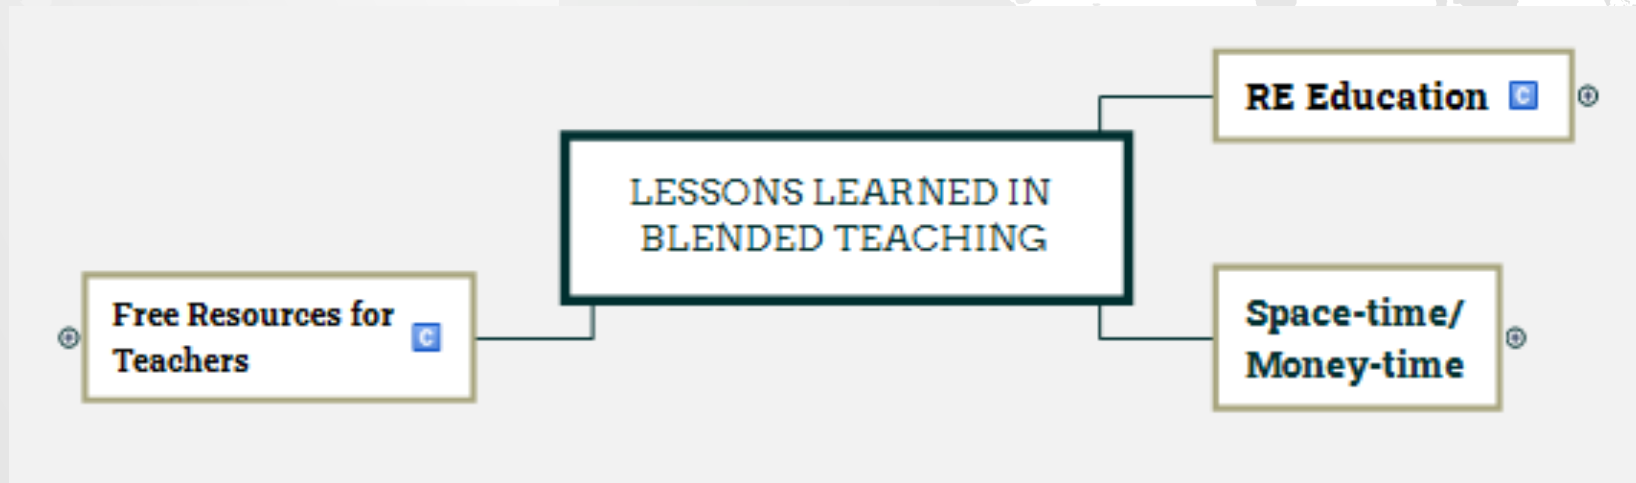 LESSONS LEARNED IN
BLENDED TEACHING
RE Education C
Space-time/
Money-time
Free Resources for
Teachers C